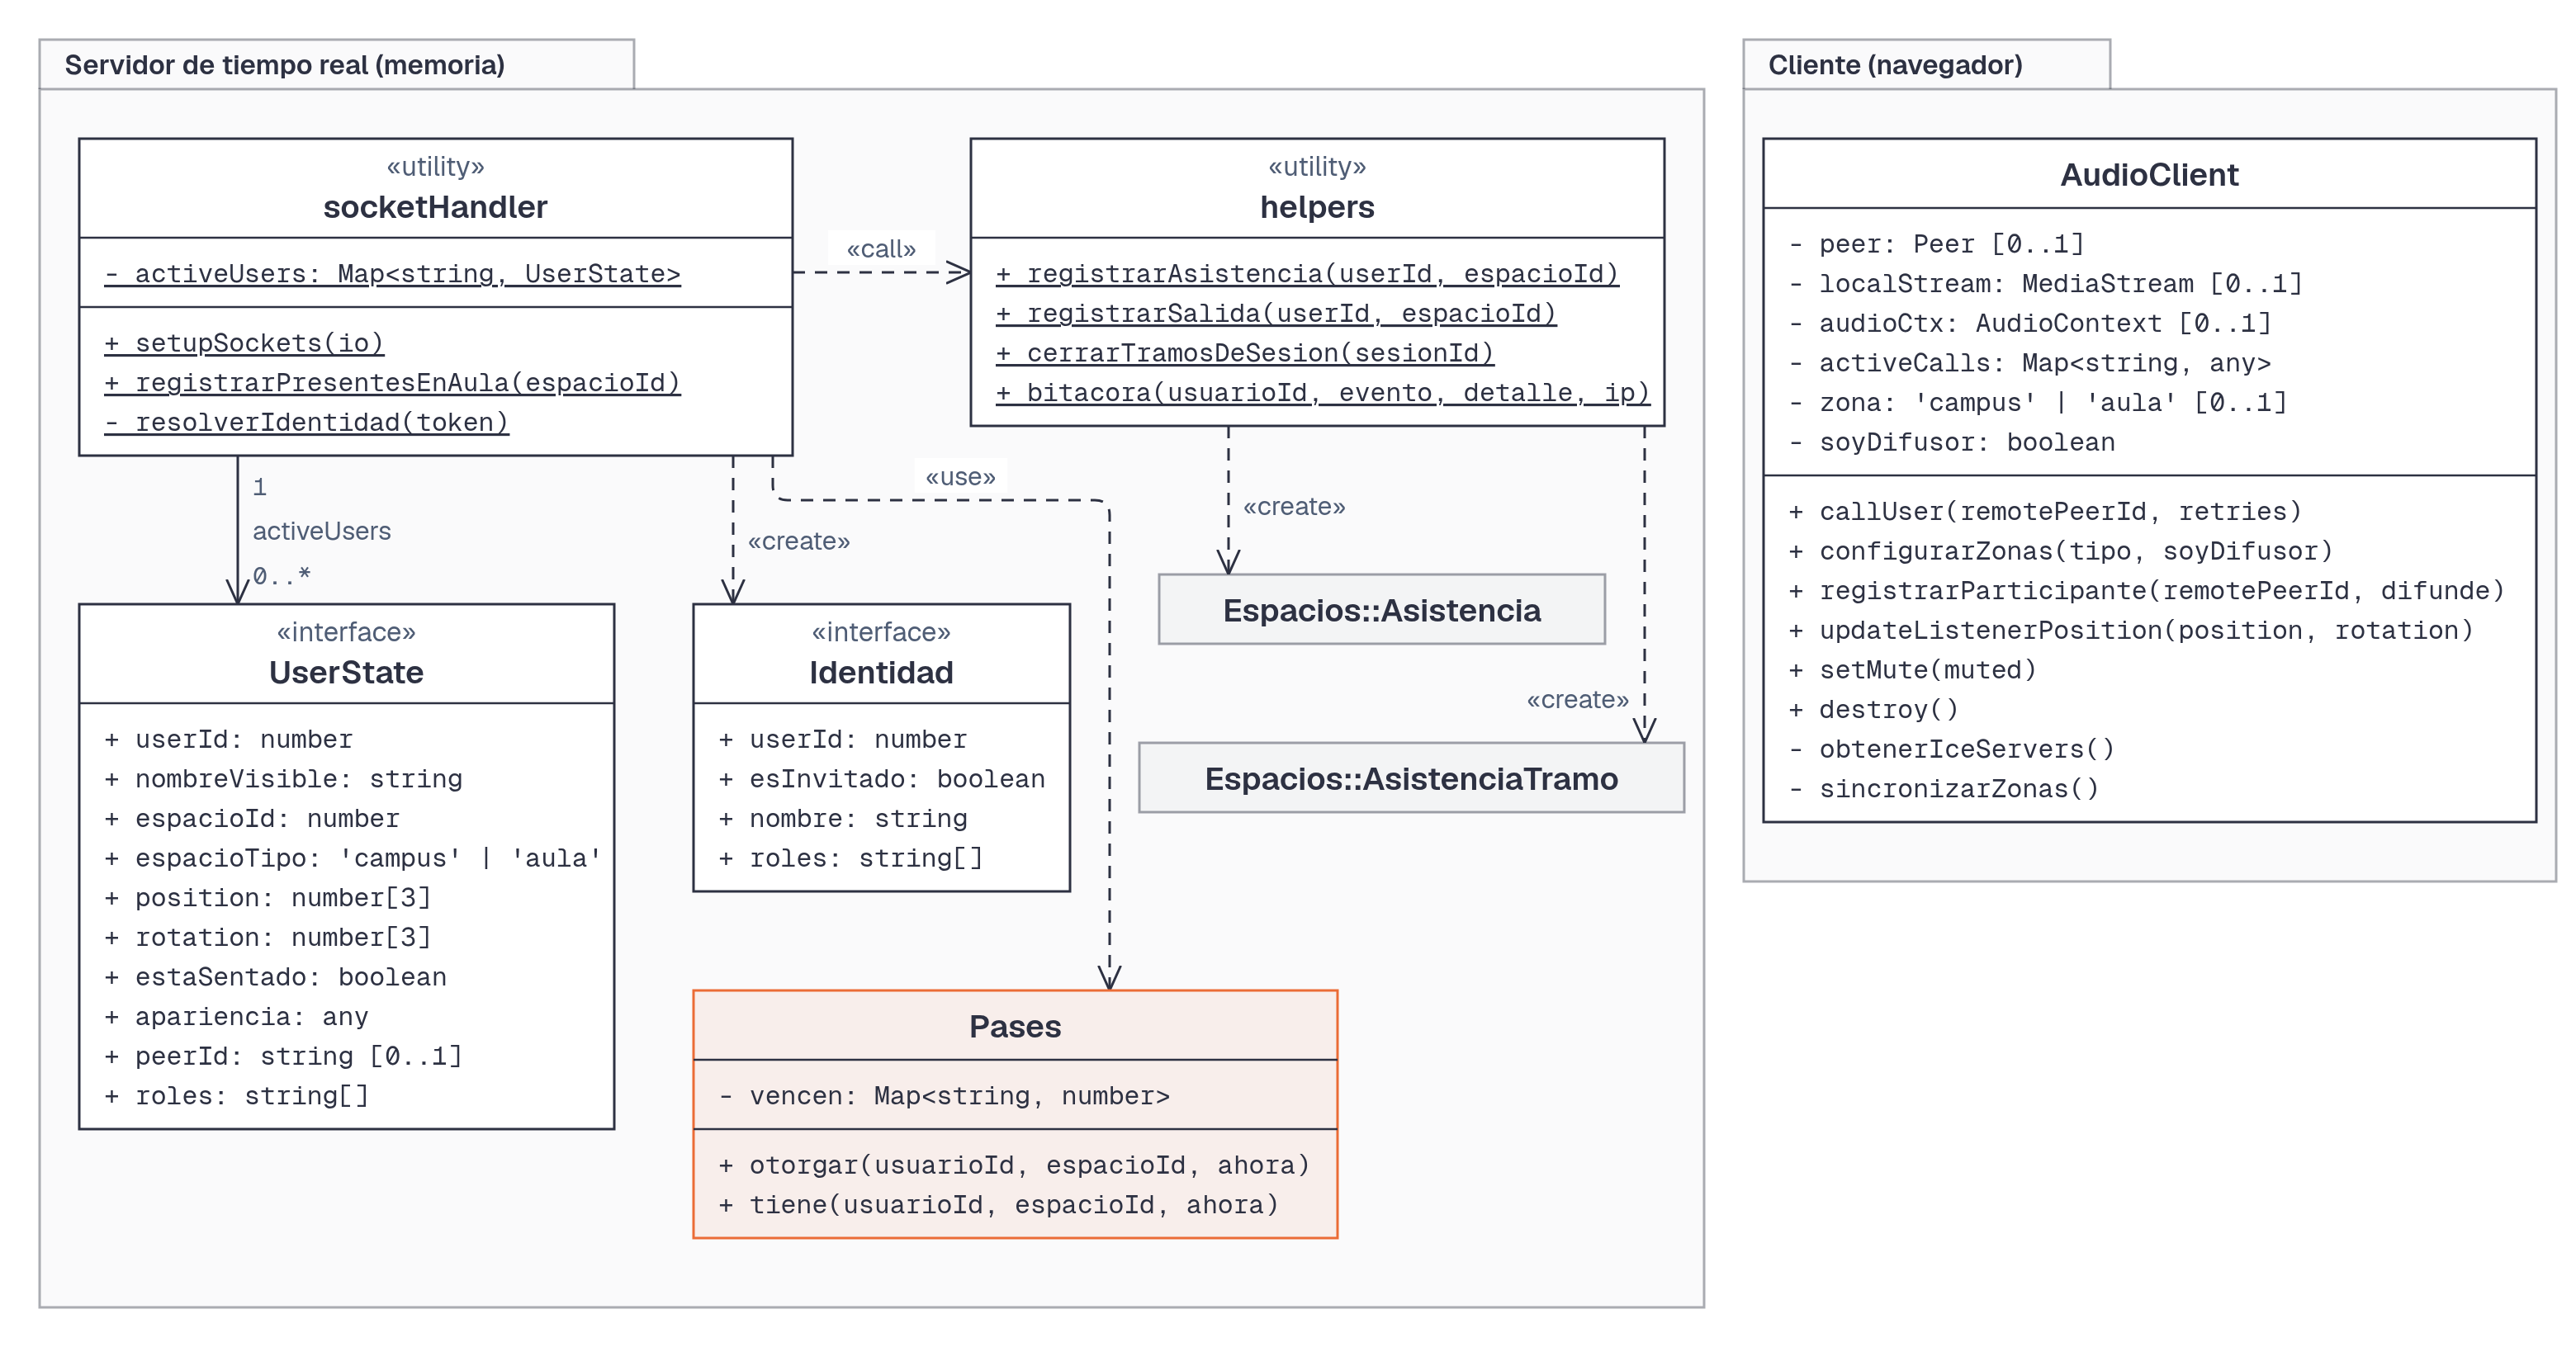 Servidor de tiempo real (memoria)
«utility»
socketHandler
- activeUsers: Map<string, UserState>
+ setupSockets(io)
+ registrarPresentesEnAula(espacioId)
- resolverIdentidad(token)
«call»
«utility»
helpers
+ registrarAsistencia(userId, espacioId)
+ registrarSalida(userId, espacioId)
+ cerrarTramosDeSesion(sesionId)
+ bitacora(usuarioId, evento, detalle, ip)
1
activeUsers
0..*
«create»
«use»
«create»
«create»
«interface»
UserState
+ userId: number
+ nombreVisible: string
+ espacioId: number
+ espacioTipo: 'campus' | 'aula'
+ position: number[3]
+ rotation: number[3]
+ estaSentado: boolean
+ apariencia: any
+ peerId: string [0..1]
+ roles: string[]
«interface»
Identidad
+ userId: number
+ esInvitado: boolean
+ nombre: string
+ roles: string[]
Espacios::Asistencia
Espacios::AsistenciaTramo
Pases
- vencen: Map<string, number>
+ otorgar(usuarioId, espacioId, ahora)
+ tiene(usuarioId, espacioId, ahora)
Cliente (navegador)
AudioClient
- peer: Peer [0..1]
- localStream: MediaStream [0..1]
- audioCtx: AudioContext [0..1]
- activeCalls: Map<string, any>
- zona: 'campus' | 'aula' [0..1]
- soyDifusor: boolean
+ callUser(remotePeerId, retries)
+ configurarZonas(tipo, soyDifusor)
+ registrarParticipante(remotePeerId, difunde)
+ updateListenerPosition(position, rotation)
+ setMute(muted)
+ destroy()
- obtenerIceServers()
- sincronizarZonas()